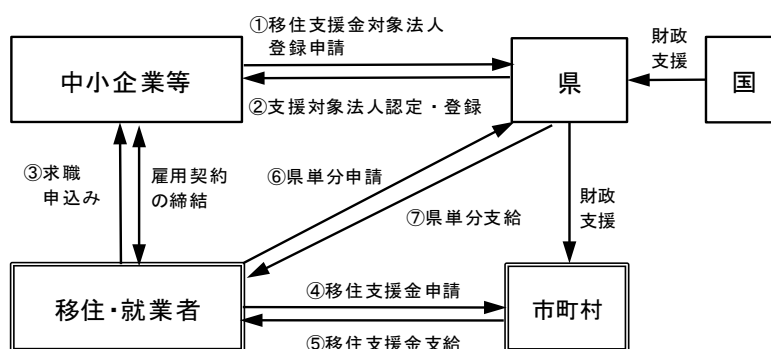 ①移住支援金対象法人
登録申請
財政
支援
中小企業等
県
国
②支援対象法人認定・登録
③求職
申込み
雇用契約
の締結
⑥県単分申請
⑦県単分支給
財政
支援
移住・就業者
④移住支援金申請
市町村
⑤移住支援金支給